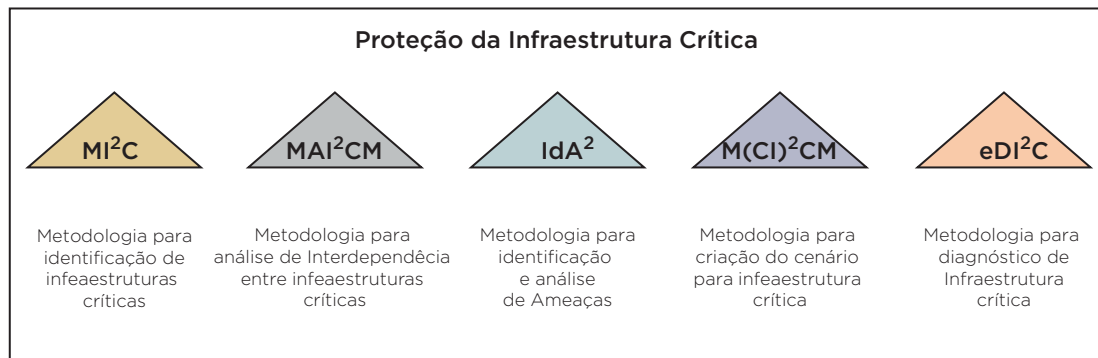 Proteção da Infraestrutura Crítica
MI²C
MAI²CM
IdA²
M(CI)²CM
eDI²C
Metodologia para
identificação de
infeaestruturas
críticas
Metodologia para
análise de Interdependêcia
entre infeaestruturas
críticas
Metodologia para
identificação
e análise
de Ameaças
Metodologia para
criação do cenário
para infeaestrutura
crítica
Metodologia para
diagnóstico de
Infraestrutura
crítica